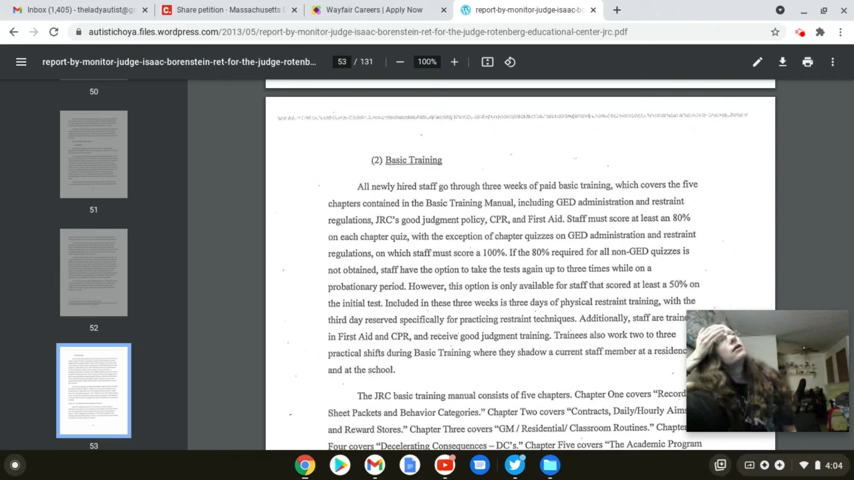 Inbox (1,405) - theladyautist@g
Share petition · Massachusetts
Wayfair Careers | Apply Now
report-by-monitor-judge-isaac-bo
autistichoya.files.wordpress.com/2013/05/report-by-monitor-judge-isaac-borenstein-ret-for-the-judge-rotenberg-educational-center-jrc.pdf
report-by-monitor-judge-isaac-borenstein-ret-for-the-judge-rotenb...
53 / 131
100%
50
51
52
53
(2) Basic Training
All newly hired staff go through three weeks of paid basic training, which covers the five
chapters contained in the Basic Training Manual, including GED administration and restraint
regulations, JRC's good judgment policy, CPR, and First Aid. Staff must score at least an 80%
on each chapter quiz, with the exception of chapter quizzes on GED administration and restraint
regulations, on which staff must score a 100%. If the 80% required for all non-GED quizzes is
not obtained, staff have the option to take the tests again up to three times while on a
probationary period. However, this option is only available for staff that scored at least a 50% on
the initial test. Included in these three weeks is three days of physical restraint training, with the
third day reserved specifically for practicing restraint techniques. Additionally, staff are traine
in First Aid and CPR, and receive good judgment training. Trainees also work two to three
practical shifts during Basic Training where they shadow a current staff member at a residenc
and at the school.
The JRC basic training manual consists of five chapters. Chapter One covers "Record
Sheet Packets and Behavior Categories." Chapter Two covers "Contracts, Daily/Hourly Aims
and Reward Stores." Chapter Three covers "GM / Residential/ Classroom Routines." Chapter
Four covers "Decelerating Consequences – DC's." Chapter Five covers "The Academic Program
4:04